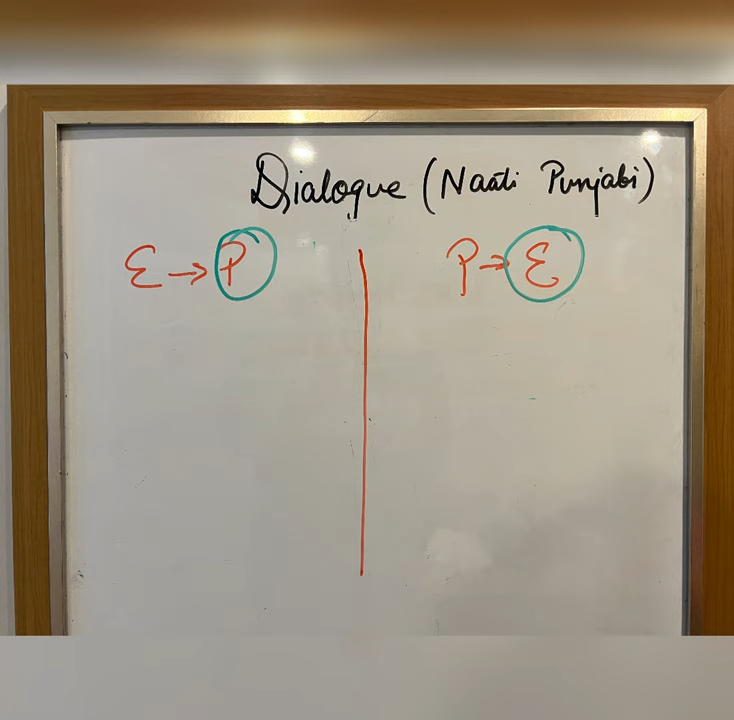 Dialogue (Naati Punjabi)
E → P
P → E